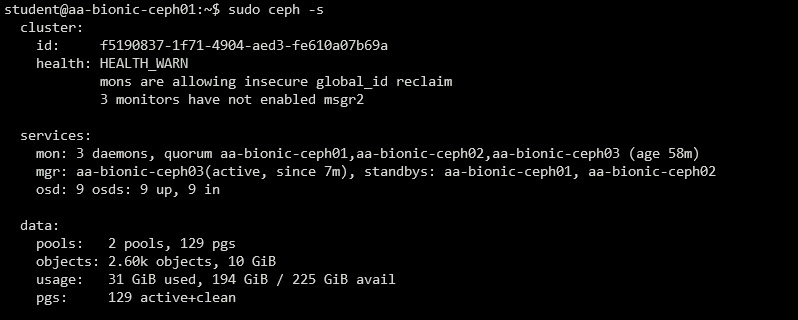 student@aa-bionic-ceph01:~$ sudo ceph -s
  cluster:
    id:     f5190837-1f71-4904-aed3-fe610a07b69a
    health: HEALTH_WARN
            mons are allowing insecure global_id reclaim
            3 monitors have not enabled msgr2

  services:
    mon: 3 daemons, quorum aa-bionic-ceph01,aa-bionic-ceph02,aa-bionic-ceph03 (age 58m)
    mgr: aa-bionic-ceph03(active, since 7m), standbys: aa-bionic-ceph01, aa-bionic-ceph02
    osd: 9 osds: 9 up, 9 in

  data:
    pools:   2 pools, 129 pgs
    objects: 2.60k objects, 10 GiB
    usage:   31 GiB used, 194 GiB / 225 GiB avail
    pgs:     129 active+clean